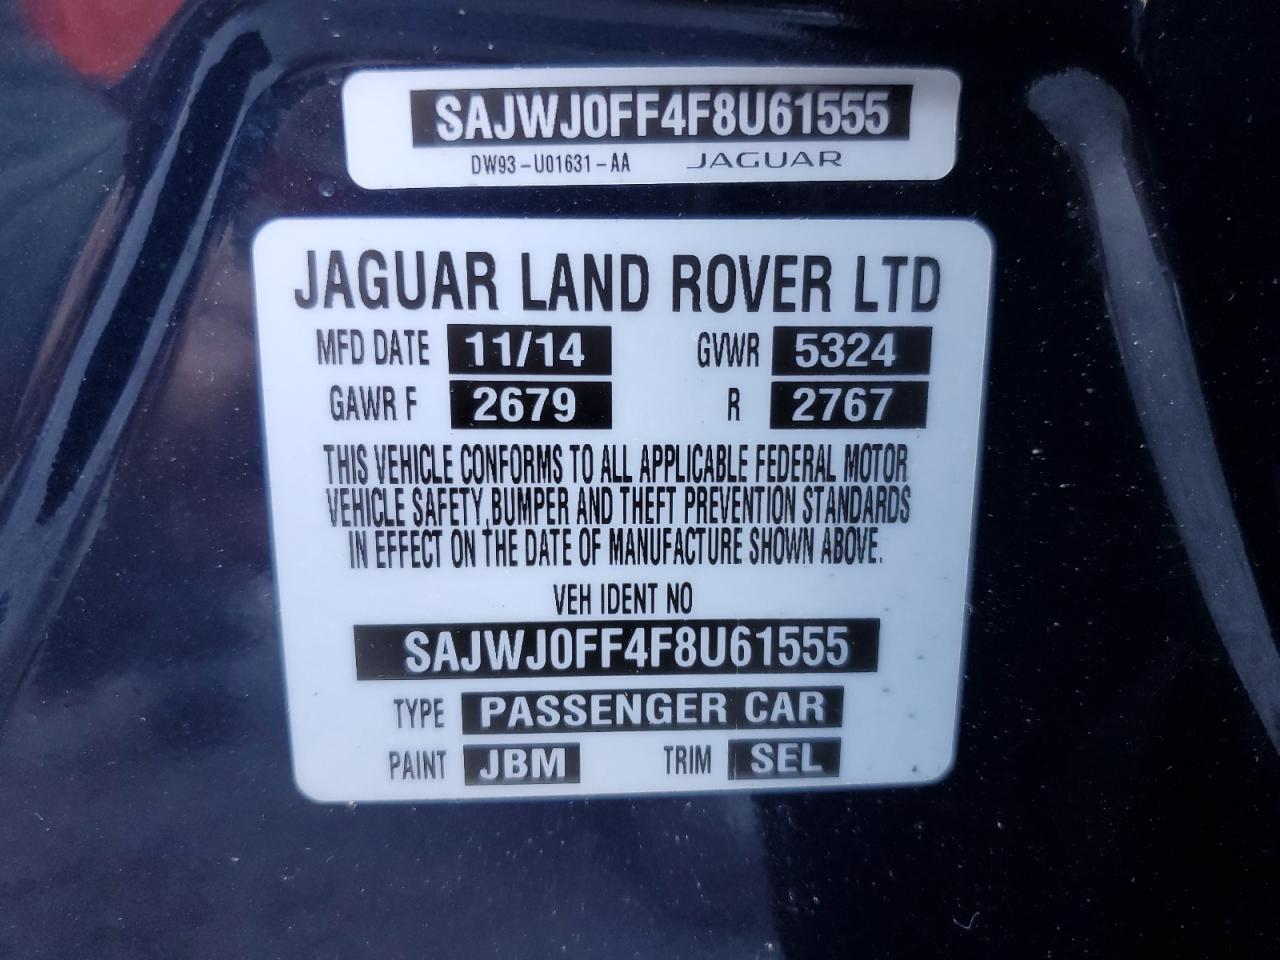 SAJWJ0FF4F8U61555
DW93-U01631-AA JAGUAR
JAGUAR LAND ROVER LTD
MFD DATE 11/14 GVWR 5324
GAWR F 2679 R 2767
THIS VEHICLE CONFORMS TO ALL APPLICABLE FEDERAL MOTOR
VEHICLE SAFETY,BUMPER AND THEFT PREVENTION STANDARDS
IN EFFECT ON THE DATE OF MANUFACTURE SHOWN ABOVE.
VEH IDENT NO
SAJWJ0FF4F8U61555
TYPE PASSENGER CAR
PAINT JBM TRIM SEL